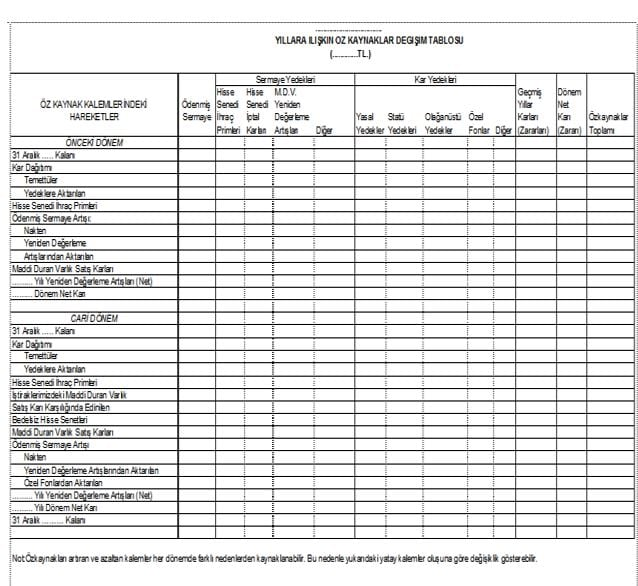 ........................
YILLARA İLİŞKİN ÖZ KAYNAKLAR DEĞİŞİM TABLOSU
(............TL.)
Sermaye Yedekleri Kar Yedekleri
ÖZ KAYNAK KALEMLERİNDEKİ HAREKETLER
Ödenmiş Sermaye
Hisse Senedi İhraç Primleri
Hisse Senedi İptal Karları
M.D.V. Yeniden Değerleme Artışları
Diğer
Yasal Yedekler
Statü Yedekleri
Olağanüstü Yedekler
Özel Fonlar
Diğer
Geçmiş Yıllar Karları (Zararları)
Dönem Net Karı (Zararı)
Özkaynaklar Toplamı
ÖNCEKİ DÖNEM
31 Aralık ..... Kalanı
Kar Dağıtımı
Temettüler
Yedeklere Aktarılan
Hisse Senedi İhraç Primleri
Ödenmiş Sermaye Artışı:
Nakten
Yeniden Değerleme
Artışlarından Aktarılan
Maddi Duran Varlık Satış Karları
......... Yılı Yeniden Değerleme Artışları (Net)
......... Dönem Net Karı
CARİ DÖNEM
31 Aralık ..... Kalanı
Kar Dağıtımı
Temettüler
Yedeklere Aktarılan
Hisse Senedi İhraç Primleri
İştiraklerimizdeki Maddi Duran Varlık
Satış Karı Karşılığında Edinilen
Bedelsiz Hisse Senetleri
Maddi Duran Varlık Satış Karları
Ödenmiş Sermaye Artışı
Nakten
Yeniden Değerleme Artışlarından Aktarılan
Özel Fonlardan Aktarılan
......... Yılı Yeniden Değerleme Artışları (Net)
......... Yılı Dönem Net Karı
31 Aralık .......... Kalanı
Not:Özkaynakları artıran ve azaltan kalemler her dönemde farklı nedenlerden kaynaklanabilir. Bu nedenle yukarıdaki yatay kalemler oluşuna göre değişiklik gösterebilir.